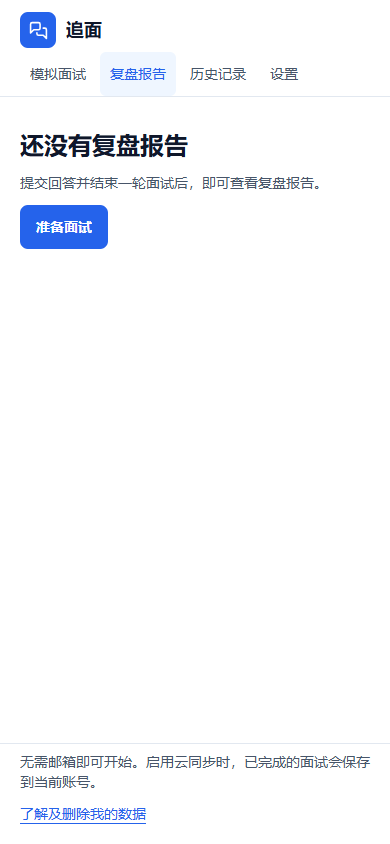 追面
模拟面试 复盘报告 历史记录 设置
还没有复盘报告
提交回答并结束一轮面试后，即可查看复盘报告。
准备面试
无需邮箱即可开始。启用云同步时，已完成的面试会保存
到当前账号。
了解及删除我的数据